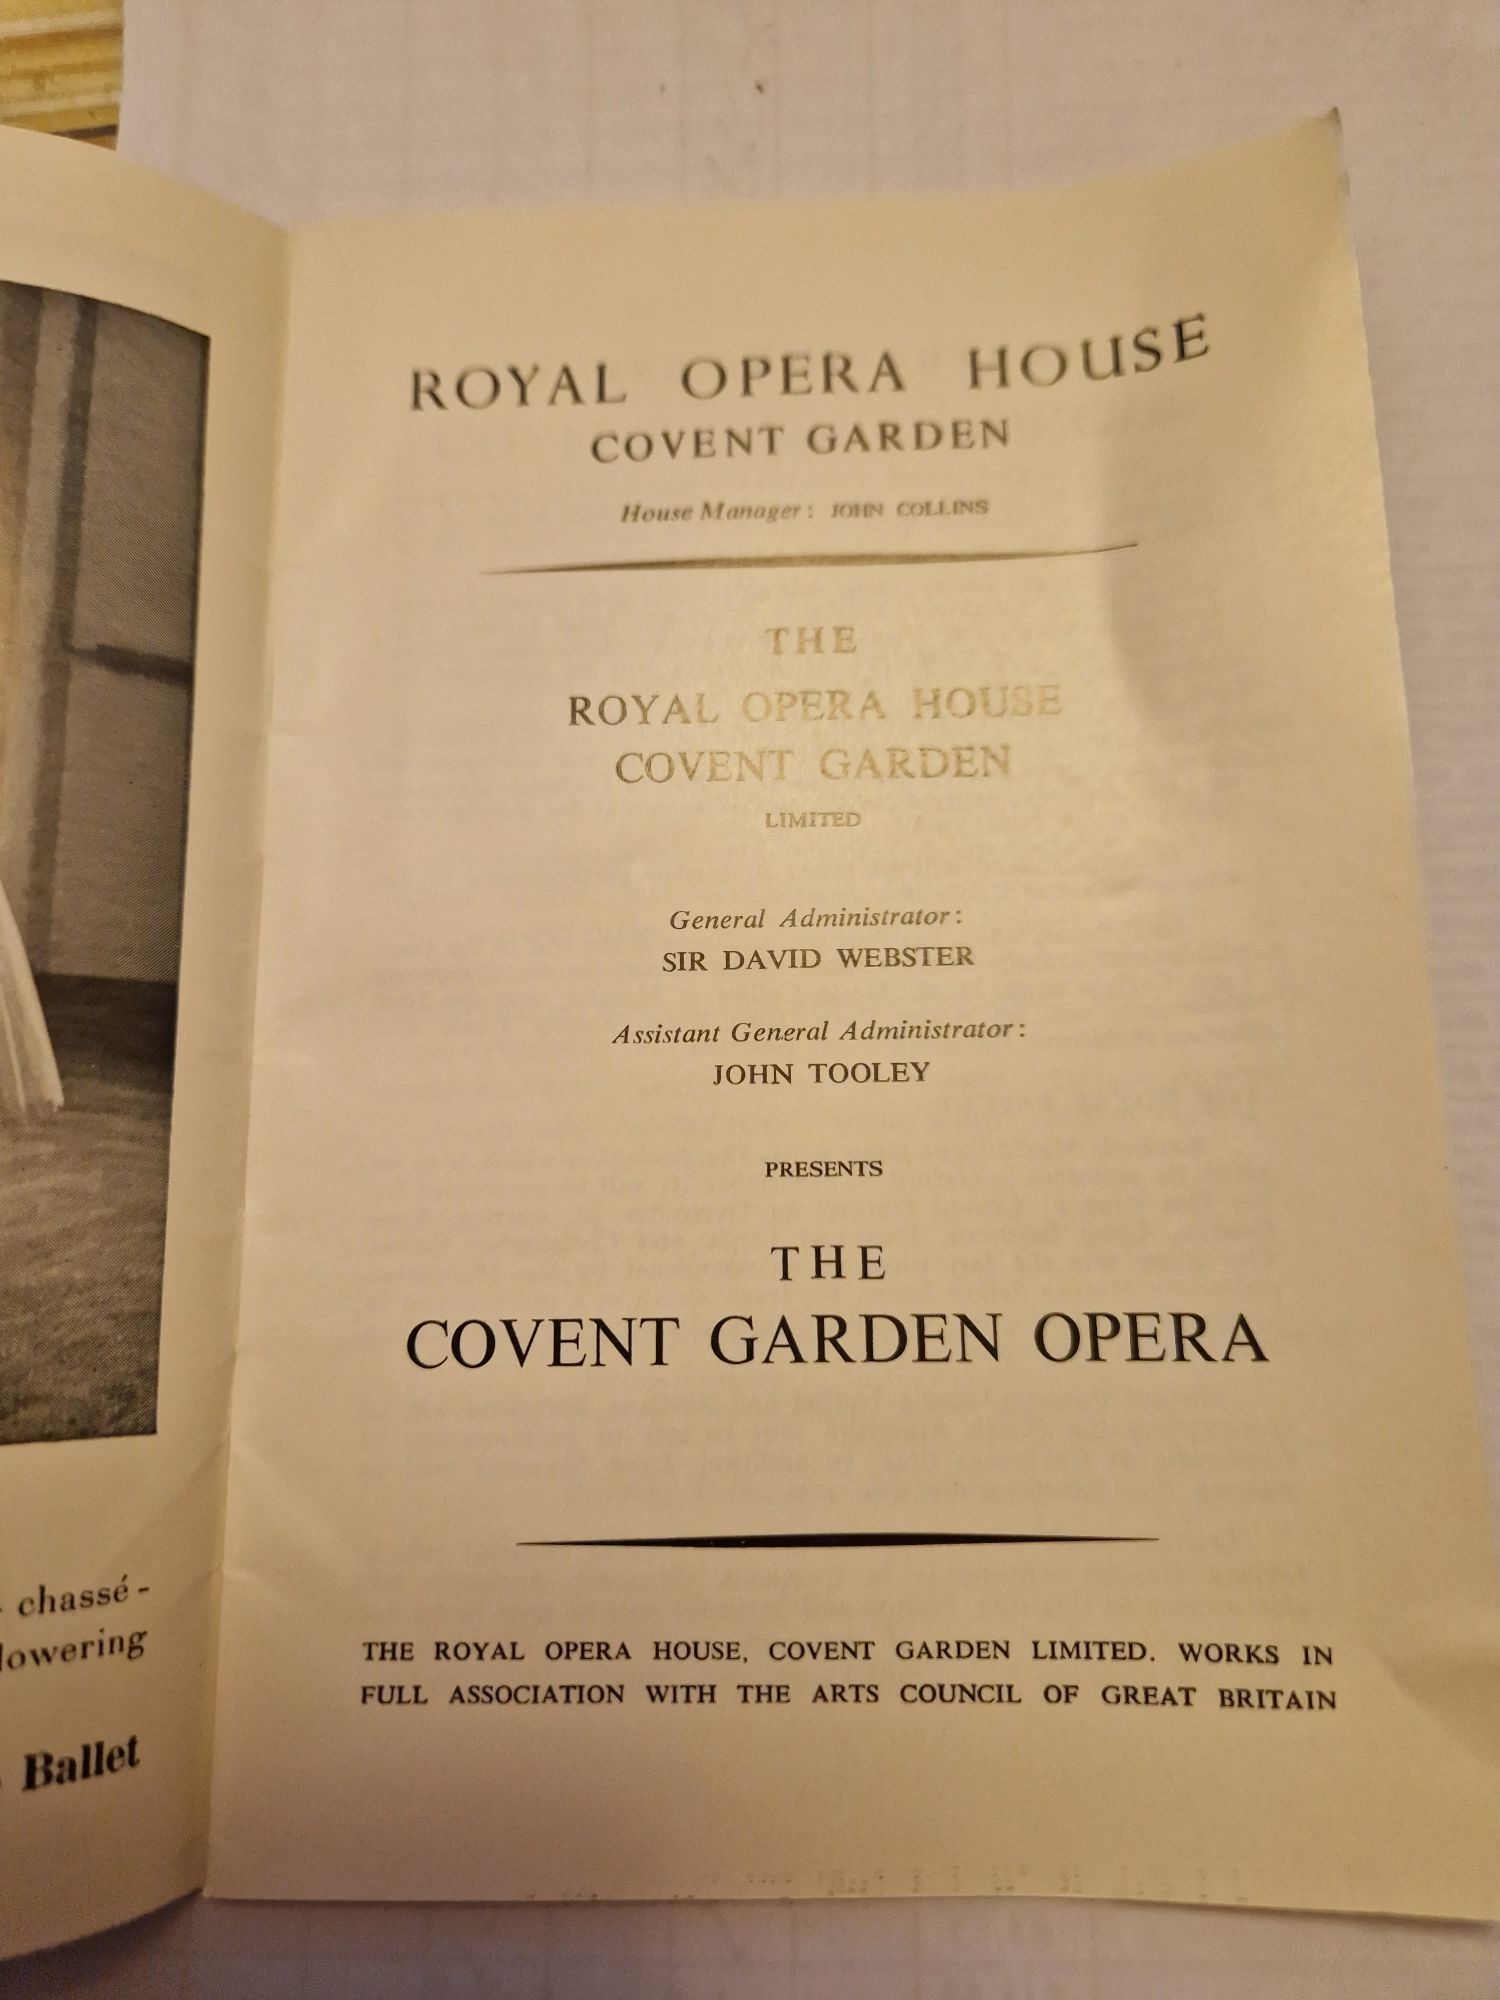 ROYAL OPERA HOUSE
COVENT GARDEN
House Manager: JOHN COLLINS
THE
ROYAL OPERA HOUSE
COVENT GARDEN
LIMITED
General Administrator:
SIR DAVID WEBSTER
Assistant General Administrator:
JOHN TOOLEY
PRESENTS
THE
COVENT GARDEN OPERA
THE ROYAL OPERA HOUSE, COVENT GARDEN LIMITED. WORKS IN
FULL ASSOCIATION WITH THE ARTS COUNCIL OF GREAT BRITAIN
chassé-
Ballet